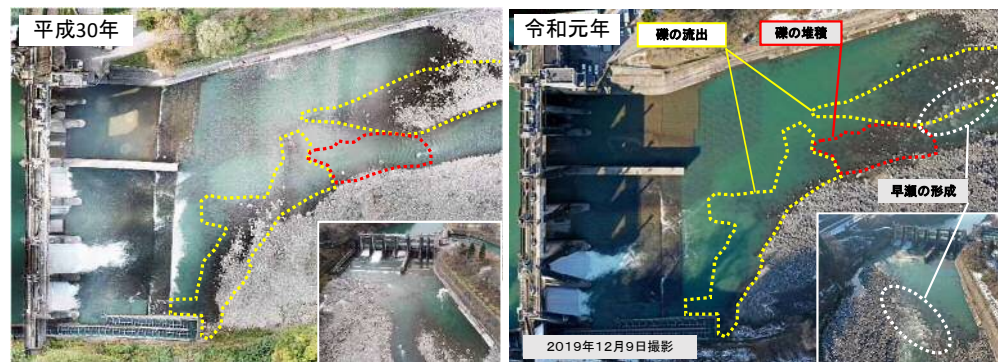 平成30年
令和元年
礫の流出
礫の堆積
早瀬の形成
2019年12月9日撮影